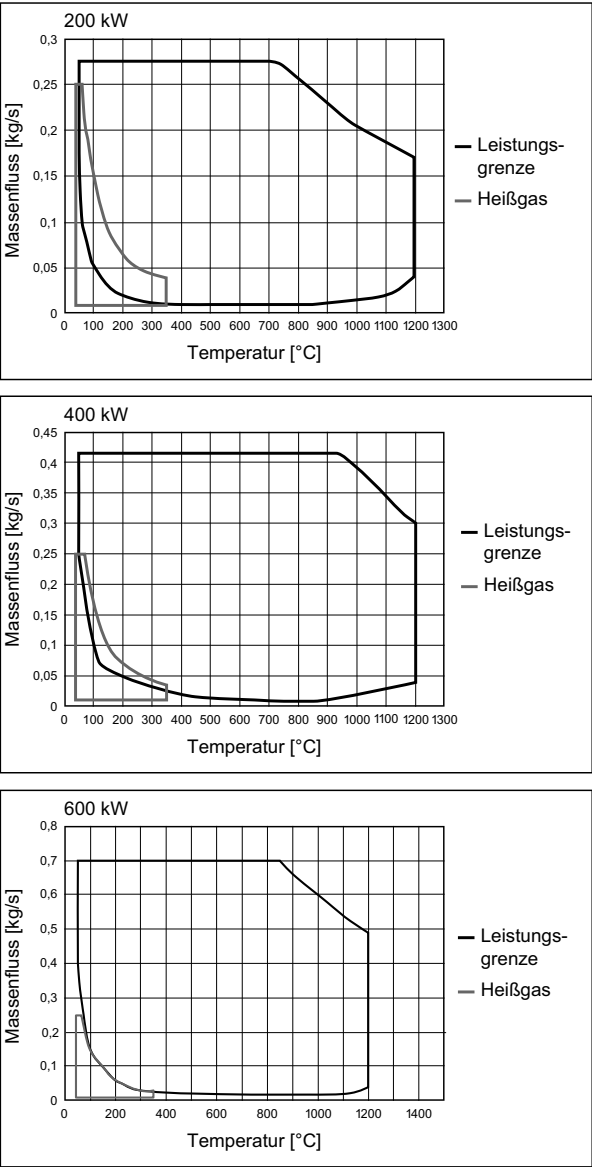 200 kW
0,3
0,25
0,2
0,15
0,1
0,05
0
Massenfluss [kg/s]
0 100 200 300 400 500 600 700 800 900 1000 1100 1200 1300
Temperatur [°C]
Leistungs-
grenze
Heißgas
400 kW
0,45
0,4
0,35
0,3
0,25
0,2
0,15
0,1
0,05
0
Massenfluss [kg/s]
0 100 200 300 400 500 600 700 800 900 1000 1100 1200 1300
Temperatur [°C]
Leistungs-
grenze
Heißgas
600 kW
0,8
0,7
0,6
0,5
0,4
0,3
0,2
0,1
0
Massenfluss [kg/s]
0 200 400 600 800 1000 1200 1400
Temperatur [°C]
Leistungs-
grenze
Heißgas